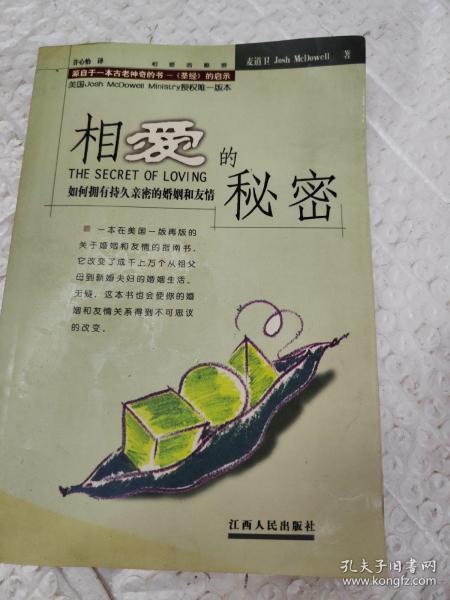 许心怡 译
相爱的秘密
麦道卫 Josh McDowell 著
源自于一本古老神奇的书－《圣经》的启示
美国Josh McDowell Ministry授权唯一版本
相爱的
THE SECRET OF LOVING
如何拥有持久亲密的婚姻和友情
秘密
一本在美国一版再版的
关于婚姻和友情的指南书。
它改变了成千上万个从祖父
母到新婚夫妇的婚姻生活。
无疑，这本书也会使你的婚
姻和友情关系得到不可思议
的改变。
江西人民出版社
孔夫子旧书网
www.kongfz.com